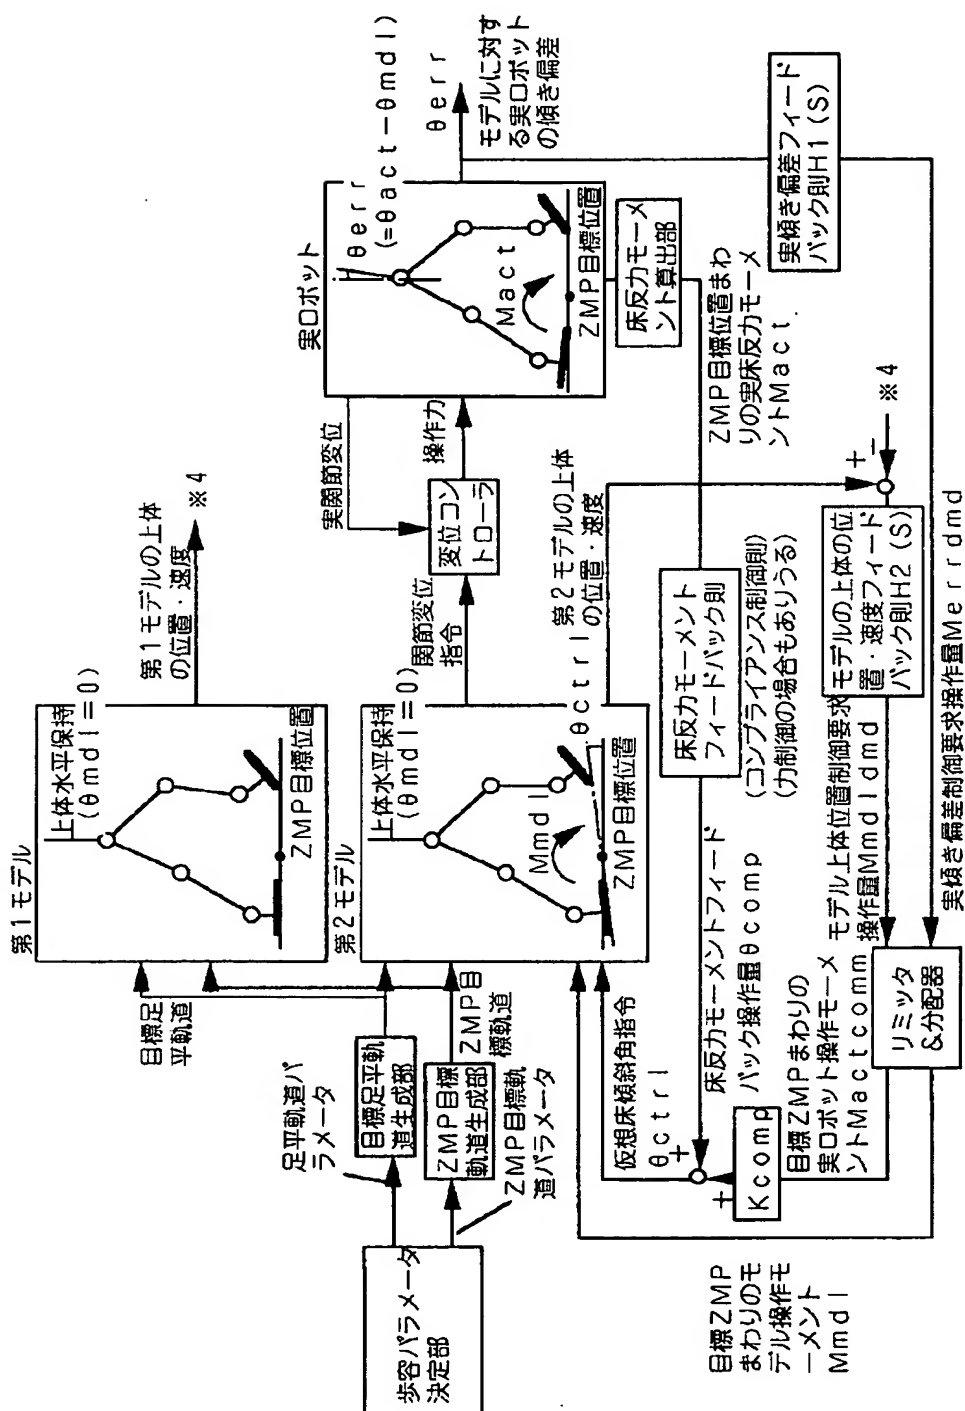 歩容パラメータ
決定部
足平軌道パ
ラメータ
目標足平軌
道生成部
ZMP目標
軌道生成部
ZMP目標軌
道パラメータ
目標足
平軌道
ZMP目
標軌道
第1モデル
上体水平保持
(θmdl=0)
ZMP目標位置
第1モデルの上体
の位置・速度
※4
第2モデル
上体水平保持
(θmdl=0)
Mmdl
θctrl
ZMP目標位置
関節変位
指令
変位コン
トローラ
実関節変位
操作力
第2モデルの上体
の位置・速度
実ロボット
θerr
(=θact-θmdl)
Mact
ZMP目標位置
θerr
モデルに対す
る実ロボット
の傾き偏差
床反力モーメ
ント算出部
ZMP目標位置まわ
りの実床反力モーメ
ントMact
実傾き偏差フィード
バック則H1(S)
床反力モーメント
フィードバック則
(コンプライアンス制御則)
(力制御の場合もありうる)
+
-
※4
モデルの上体の位
置・速度フィード
バック則H2(S)
モデル上体位置制御要求
操作量Mmdldmd
実傾き偏差制御要求操作量Merrdmd
床反力モーメントフィード
バック操作量θcomp
仮想床傾斜角指令
θctrl
+
+
Kcomp
目標ZMPまわりの
実ロボット操作モーメ
ントMactcomm
リミッタ
&分配器
目標ZMP
まわりのモ
デル操作モ
ーメント
Mmdl